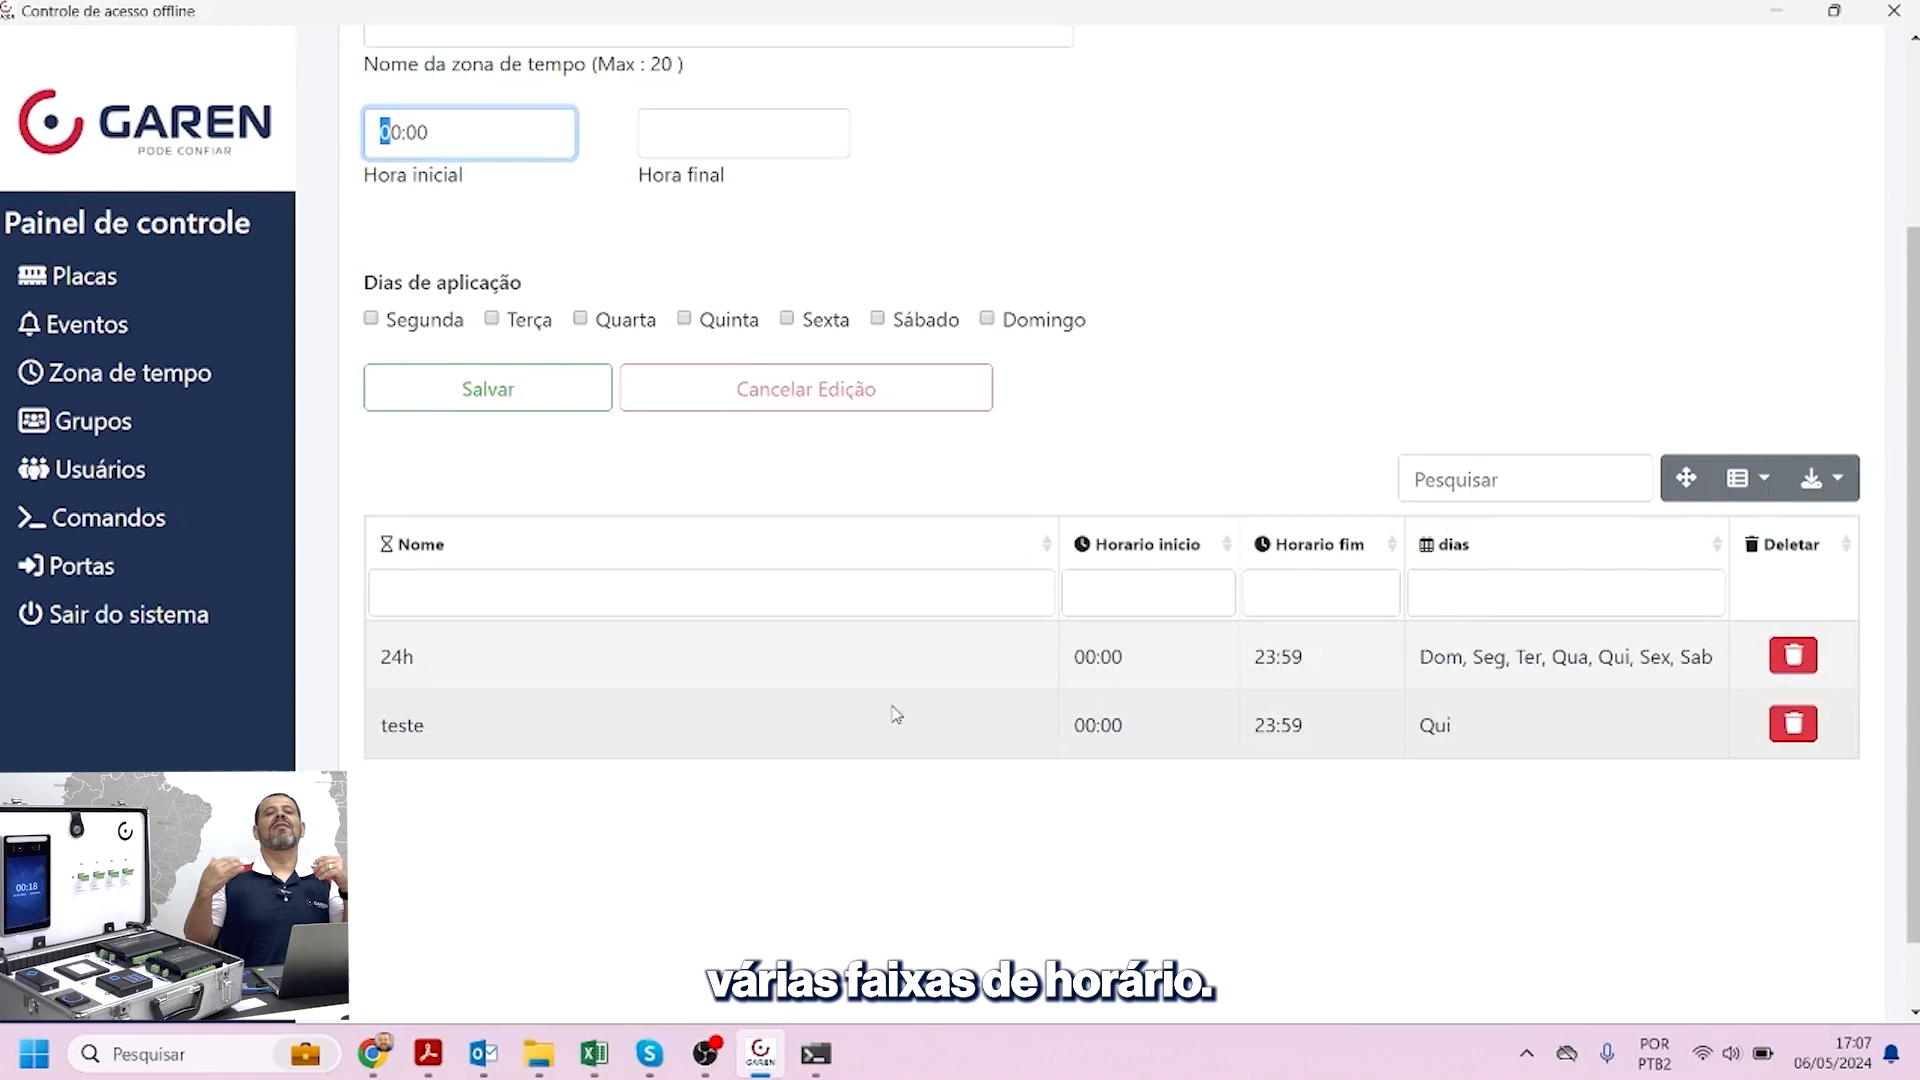 Controle de acesso offline
GAREN
PODE CONFIAR
Painel de controle
Placas
Eventos
Zona de tempo
Grupos
Usuários
Comandos
Portas
Sair do sistema
Nome da zona de tempo (Max : 20 )
00:00
Hora inicial
Hora final
Dias de aplicação
Segunda Terça Quarta Quinta Sexta Sábado Domingo
Salvar
Cancelar Edição
Pesquisar
Nome Horario inicio Horario fim dias Deletar
24h 00:00 23:59 Dom, Seg, Ter, Qua, Qui, Sex, Sab
teste 00:00 23:59 Qui
00:18
GAREN
várias faixas de horário.
Pesquisar
GAREN
POR
PTB2
17:07
06/05/2024